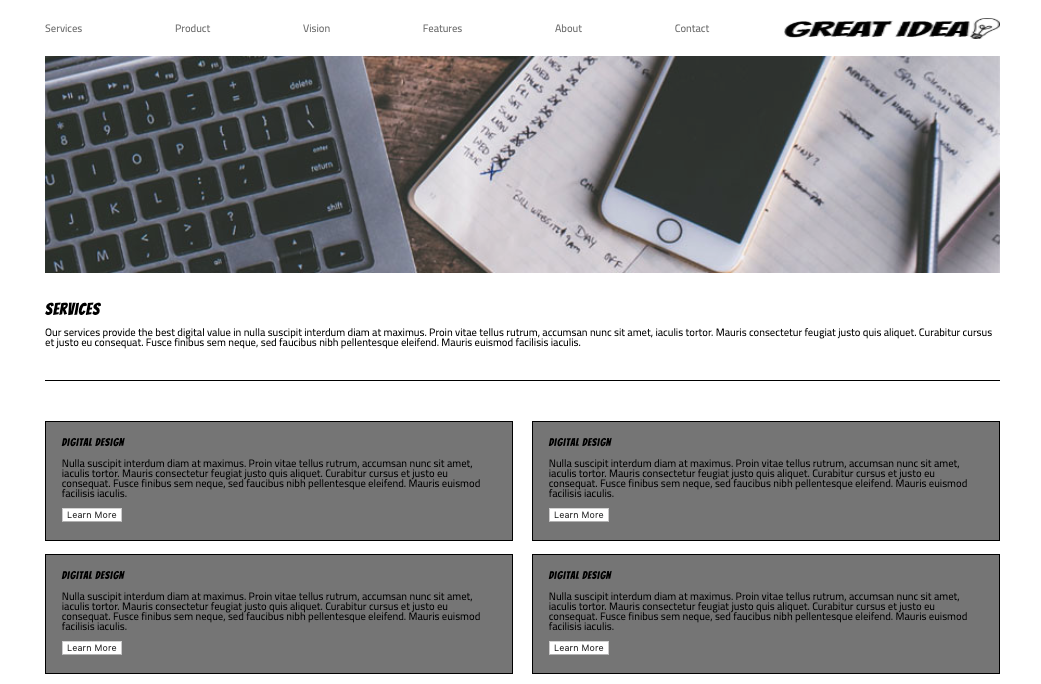 Services Product Vision Features About Contact GREAT IDEA
delete
enter
return
shift
alt
WED
THUR
BILL WEBSITE 9am
DAY
OFF
SERVICES
Our services provide the best digital value in nulla suscipit interdum diam at maximus. Proin vitae tellus rutrum, accumsan nunc sit amet, iaculis tortor. Mauris consectetur feugiat justo quis aliquet. Curabitur cursus
et justo eu consequat. Fusce finibus sem neque, sed faucibus nibh pellentesque eleifend. Mauris euismod facilisis iaculis.
DIGITAL DESIGN
Nulla suscipit interdum diam at maximus. Proin vitae tellus rutrum, accumsan nunc sit amet,
iaculis tortor. Mauris consectetur feugiat justo quis aliquet. Curabitur cursus et justo eu
consequat. Fusce finibus sem neque, sed faucibus nibh pellentesque eleifend. Mauris euismod
facilisis iaculis.
Learn More
DIGITAL DESIGN
Nulla suscipit interdum diam at maximus. Proin vitae tellus rutrum, accumsan nunc sit amet,
iaculis tortor. Mauris consectetur feugiat justo quis aliquet. Curabitur cursus et justo eu
consequat. Fusce finibus sem neque, sed faucibus nibh pellentesque eleifend. Mauris euismod
facilisis iaculis.
Learn More
DIGITAL DESIGN
Nulla suscipit interdum diam at maximus. Proin vitae tellus rutrum, accumsan nunc sit amet,
iaculis tortor. Mauris consectetur feugiat justo quis aliquet. Curabitur cursus et justo eu
consequat. Fusce finibus sem neque, sed faucibus nibh pellentesque eleifend. Mauris euismod
facilisis iaculis.
Learn More
DIGITAL DESIGN
Nulla suscipit interdum diam at maximus. Proin vitae tellus rutrum, accumsan nunc sit amet,
iaculis tortor. Mauris consectetur feugiat justo quis aliquet. Curabitur cursus et justo eu
consequat. Fusce finibus sem neque, sed faucibus nibh pellentesque eleifend. Mauris euismod
facilisis iaculis.
Learn More